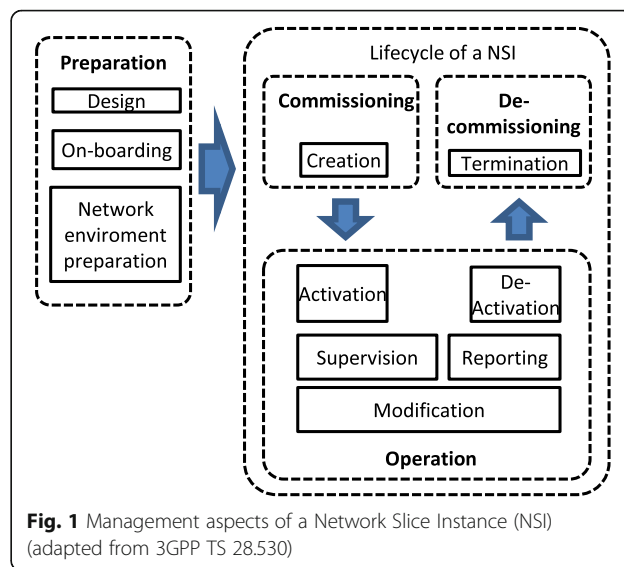 Preparation
Design
On-boarding
Network
enviroment
preparation
Lifecycle of a NSI
Commissioning
Creation
De-
commissioning
Termination
Activation
De-
Activation
Supervision
Reporting
Modification
Operation
Fig. 1 Management aspects of a Network Slice Instance (NSI)
(adapted from 3GPP TS 28.530)